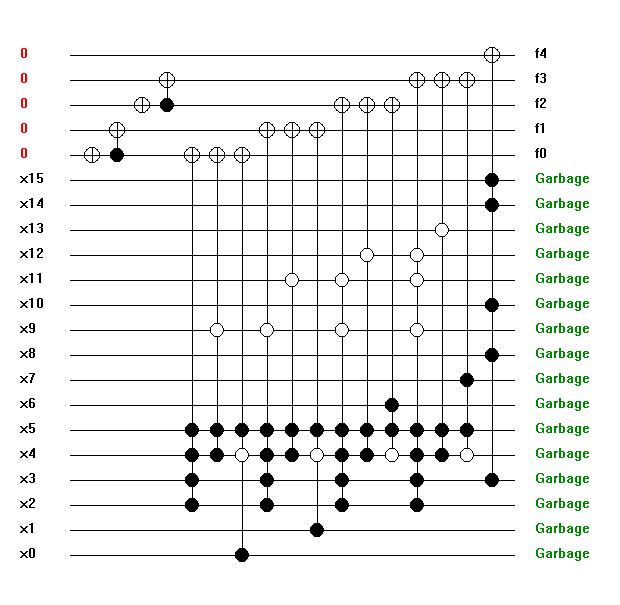 0 f4
0 f3
0 f2
0 f1
0 f0
x15 Garbage
x14 Garbage
x13 Garbage
x12 Garbage
x11 Garbage
x10 Garbage
x9 Garbage
x8 Garbage
x7 Garbage
x6 Garbage
x5 Garbage
x4 Garbage
x3 Garbage
x2 Garbage
x1 Garbage
x0 Garbage